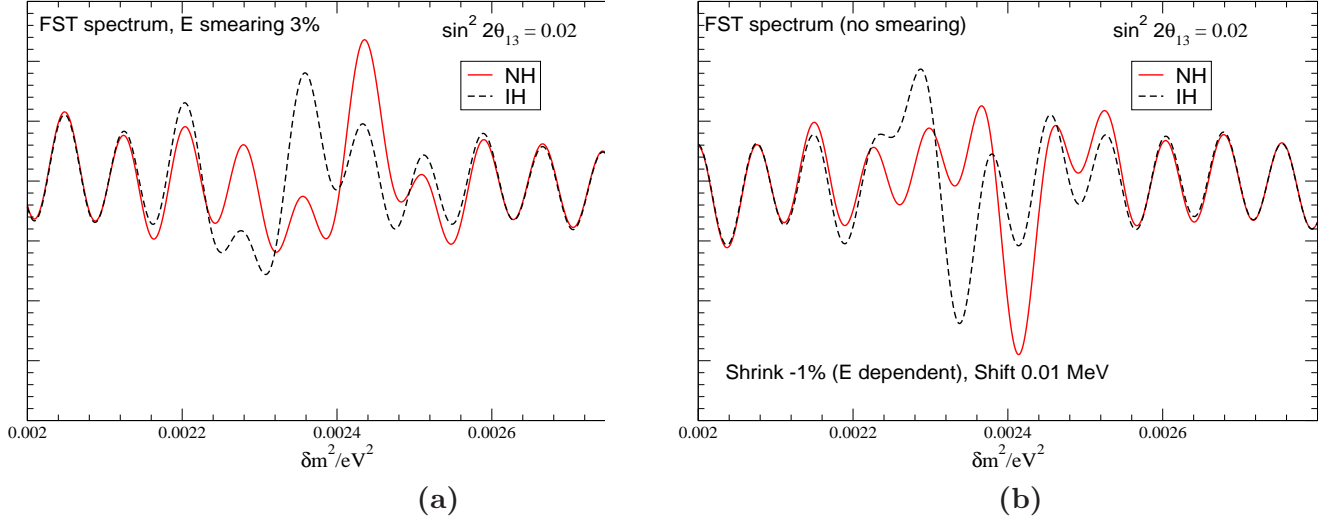 FST spectrum, E smearing 3%
sin² 2θ₁₃ = 0.02
NH
IH
0.002
0.0022
0.0024
0.0026
δm²/eV²
(a)
FST spectrum (no smearing)
sin² 2θ₁₃ = 0.02
NH
IH
Shrink -1% (E dependent), Shift 0.01 MeV
0.002
0.0022
0.0024
0.0026
δm²/eV²
(b)